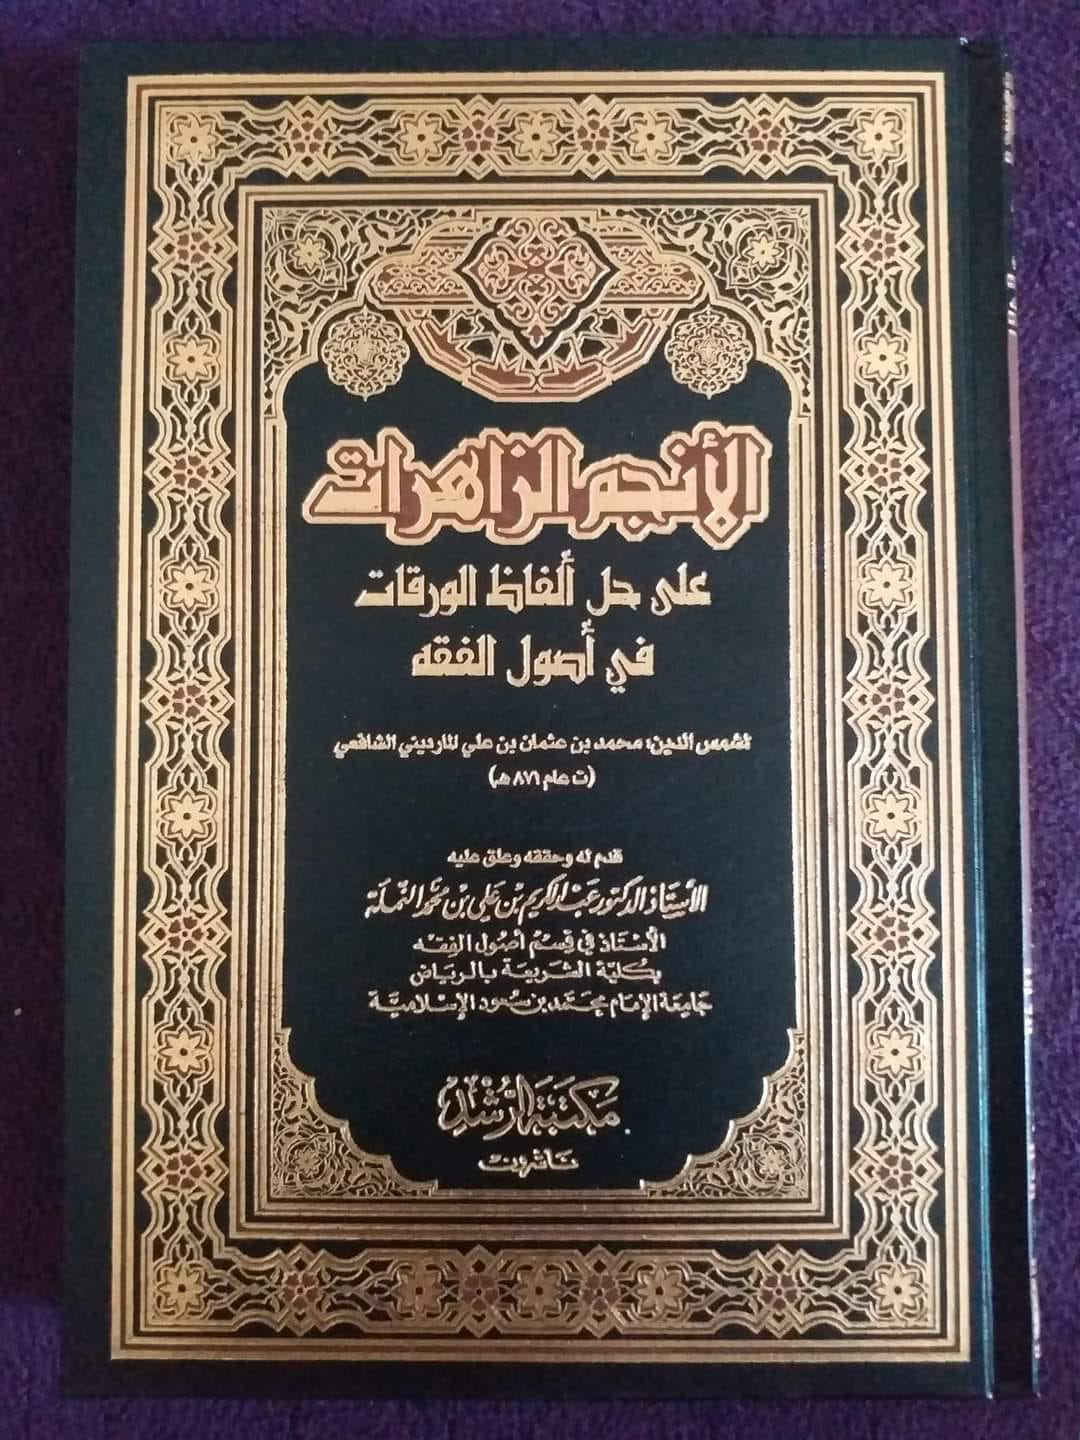 الأنجم الزاهرات
على حل ألفاظ الورقات
في أصول الفقه
لشمس الدين: محمد بن عثمان بن علي المارديني الشافعي
(ت عام ٨٧١ هـ)
قدم له وحققه وعلق عليه
الأستاذ الدكتور عبد الكريم بن علي بن محمد النملة
الأستاذ في قسم أصول الفقه
بكلية الشريعة بالرياض
جامعة الإمام محمد بن سعود الإسلامية
مكتبة الرشد
ناشرون